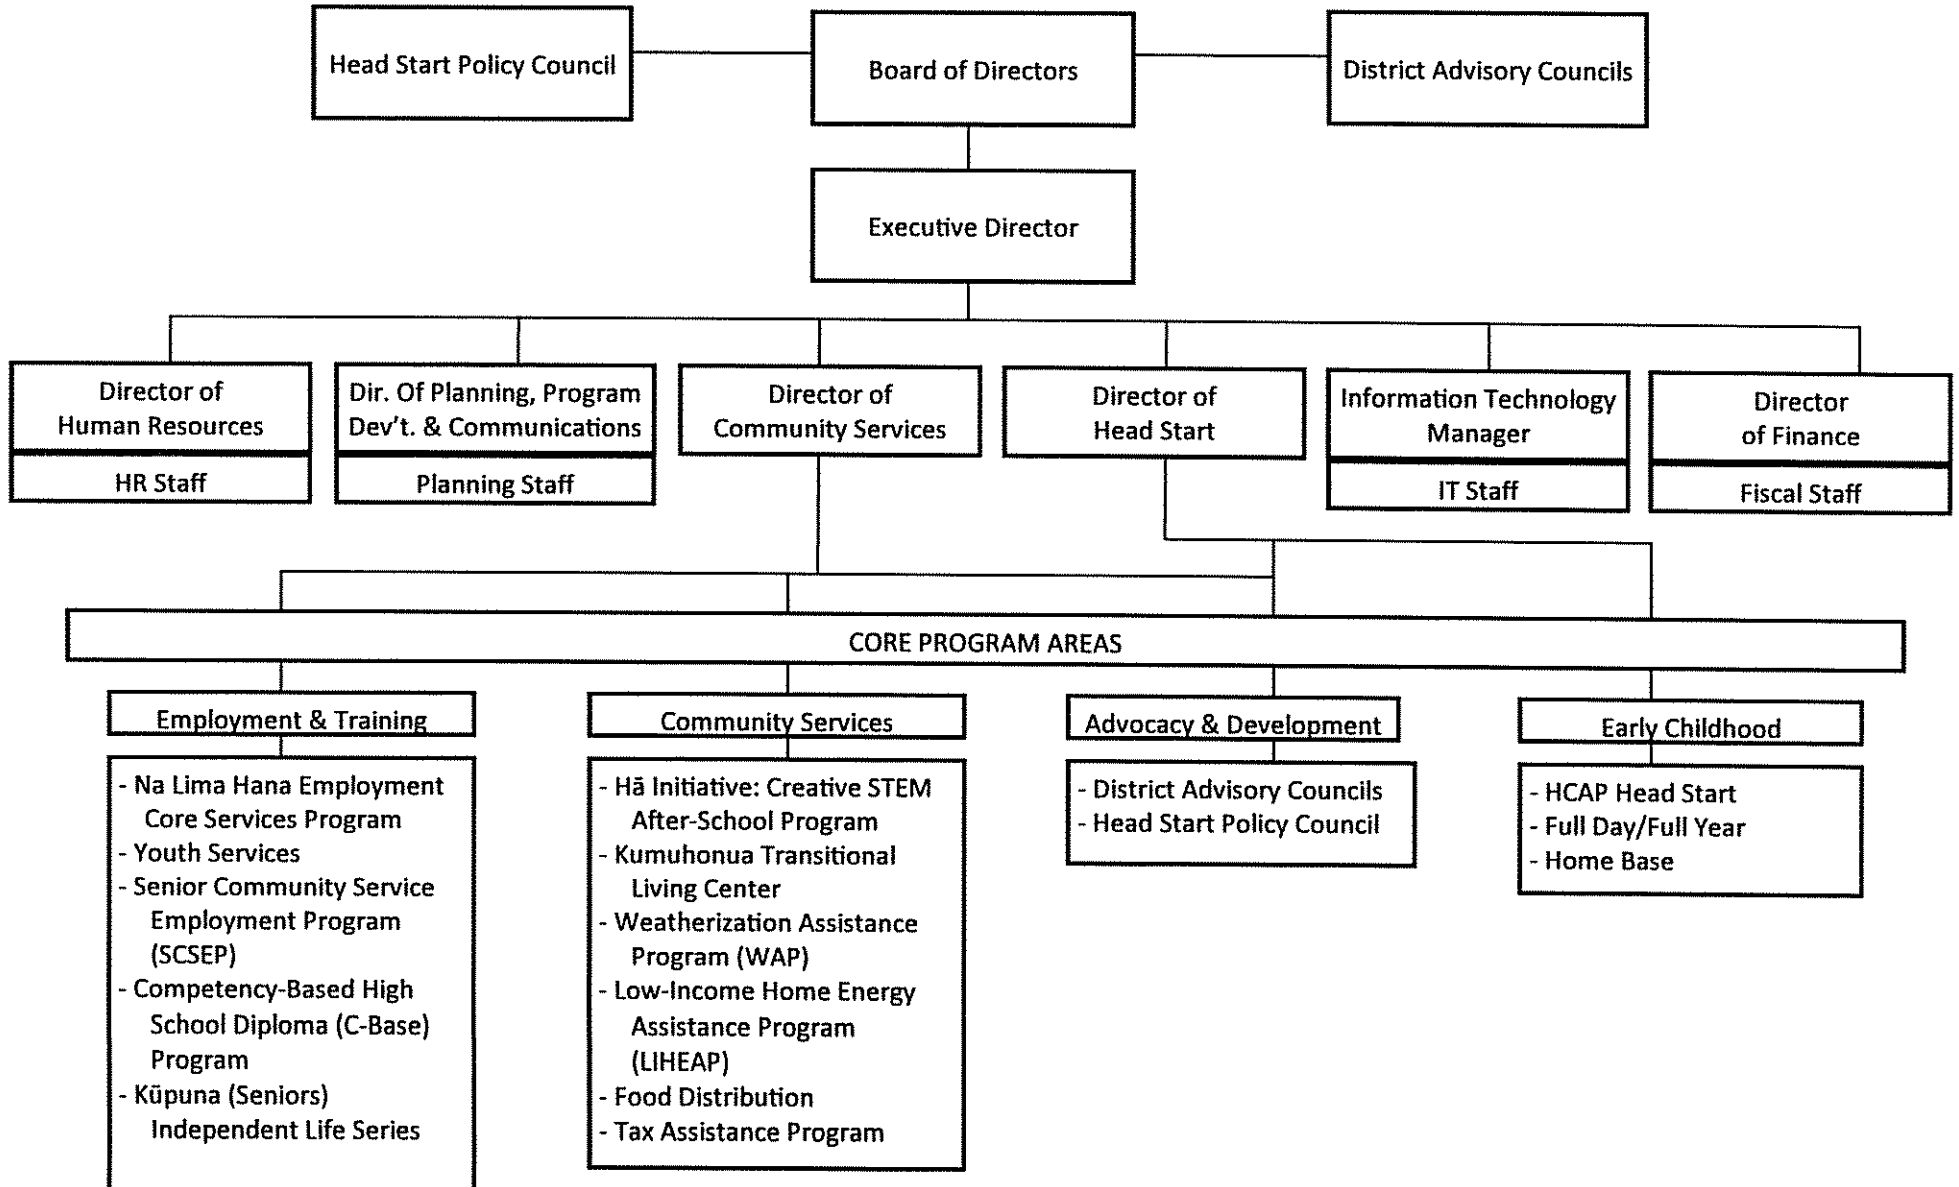 Head Start Policy Council
Board of Directors
District Advisory Councils
Executive Director
Director of
Human Resources
HR Staff
Dir. Of Planning, Program
Dev't. & Communications
Planning Staff
Director of
Community Services
Director of
Head Start
Information Technology
Manager
IT Staff
Director
of Finance
Fiscal Staff
CORE PROGRAM AREAS
Employment & Training
- Na Lima Hana Employment
Core Services Program
- Youth Services
- Senior Community Service
Employment Program
(SCSEP)
- Competency-Based High
School Diploma (C-Base)
Program
- Kūpuna (Seniors)
Independent Life Series
Community Services
- Hā Initiative: Creative STEM
After-School Program
- Kumuhonua Transitional
Living Center
- Weatherization Assistance
Program (WAP)
- Low-Income Home Energy
Assistance Program
(LIHEAP)
- Food Distribution
- Tax Assistance Program
Advocacy & Development
- District Advisory Councils
- Head Start Policy Council
Early Childhood
- HCAP Head Start
- Full Day/Full Year
- Home Base